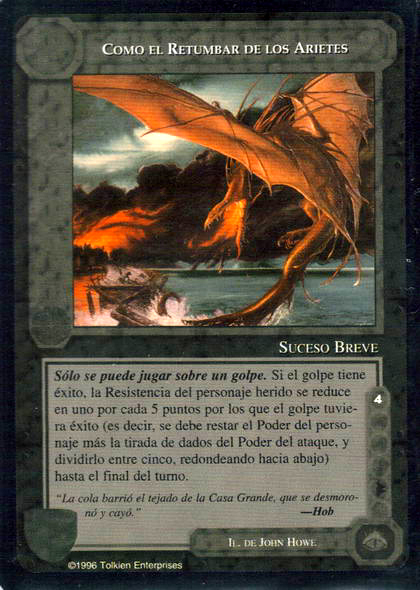 COMO EL RETUMBAR DE LOS ARIETES
SUCESO BREVE
Sólo se puede jugar sobre un golpe. Si el golpe tiene
éxito, la Resistencia del personaje herido se reduce
en uno por cada 5 puntos por los que el golpe tuvie-
ra éxito (es decir, se debe restar el Poder del perso-
naje más la tirada de dados del Poder del ataque, y
dividirlo entre cinco, redondeando hacia abajo)
hasta el final del turno.
4
"La cola barrió el tejado de la Casa Grande, que se desmoro-
nó y cayó." —Hob
IL. DE JOHN HOWE
©1996 Tolkien Enterprises